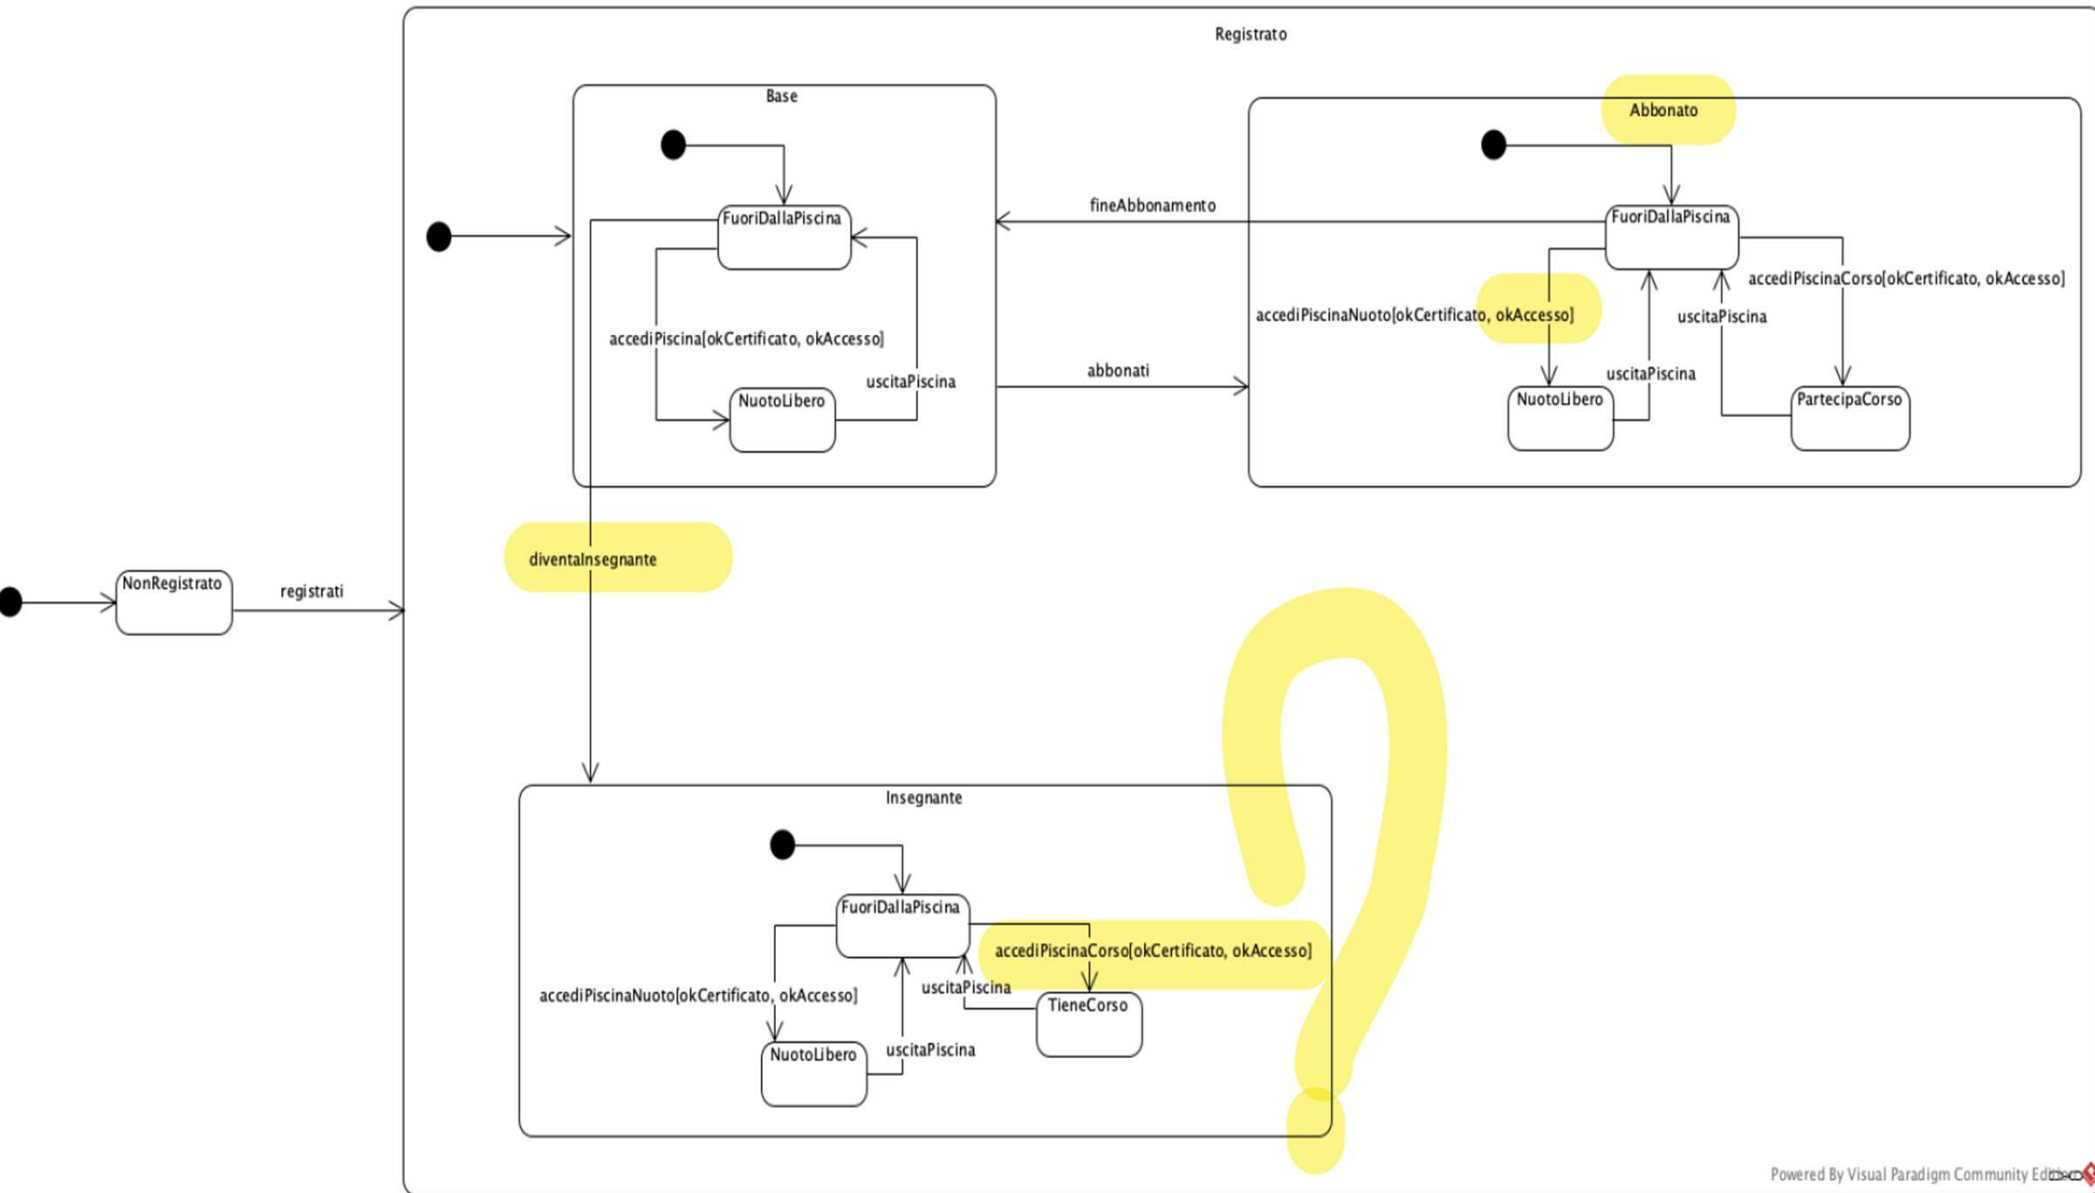 Registrato
Base
Abbonato
FuoriDallaPiscina
fineAbbonamento
FuoriDallaPiscina
accediPiscinaCorso[okCertificato, okAccesso]
accediPiscinaNuoto[okCertificato, okAccesso]
uscitaPiscina
accediPiscina[okCertificato, okAccesso]
abbonati
uscitaPiscina
uscitaPiscina
NuotoLibero
NuotoLibero
PartecipaCorso
diventaInsegnante
NonRegistrato
registrati
Insegnante
FuoriDallaPiscina
accediPiscinaCorso[okCertificato, okAccesso]
uscitaPiscina
accediPiscinaNuoto[okCertificato, okAccesso]
TieneCorso
uscitaPiscina
NuotoLibero
?
Powered By Visual Paradigm Community